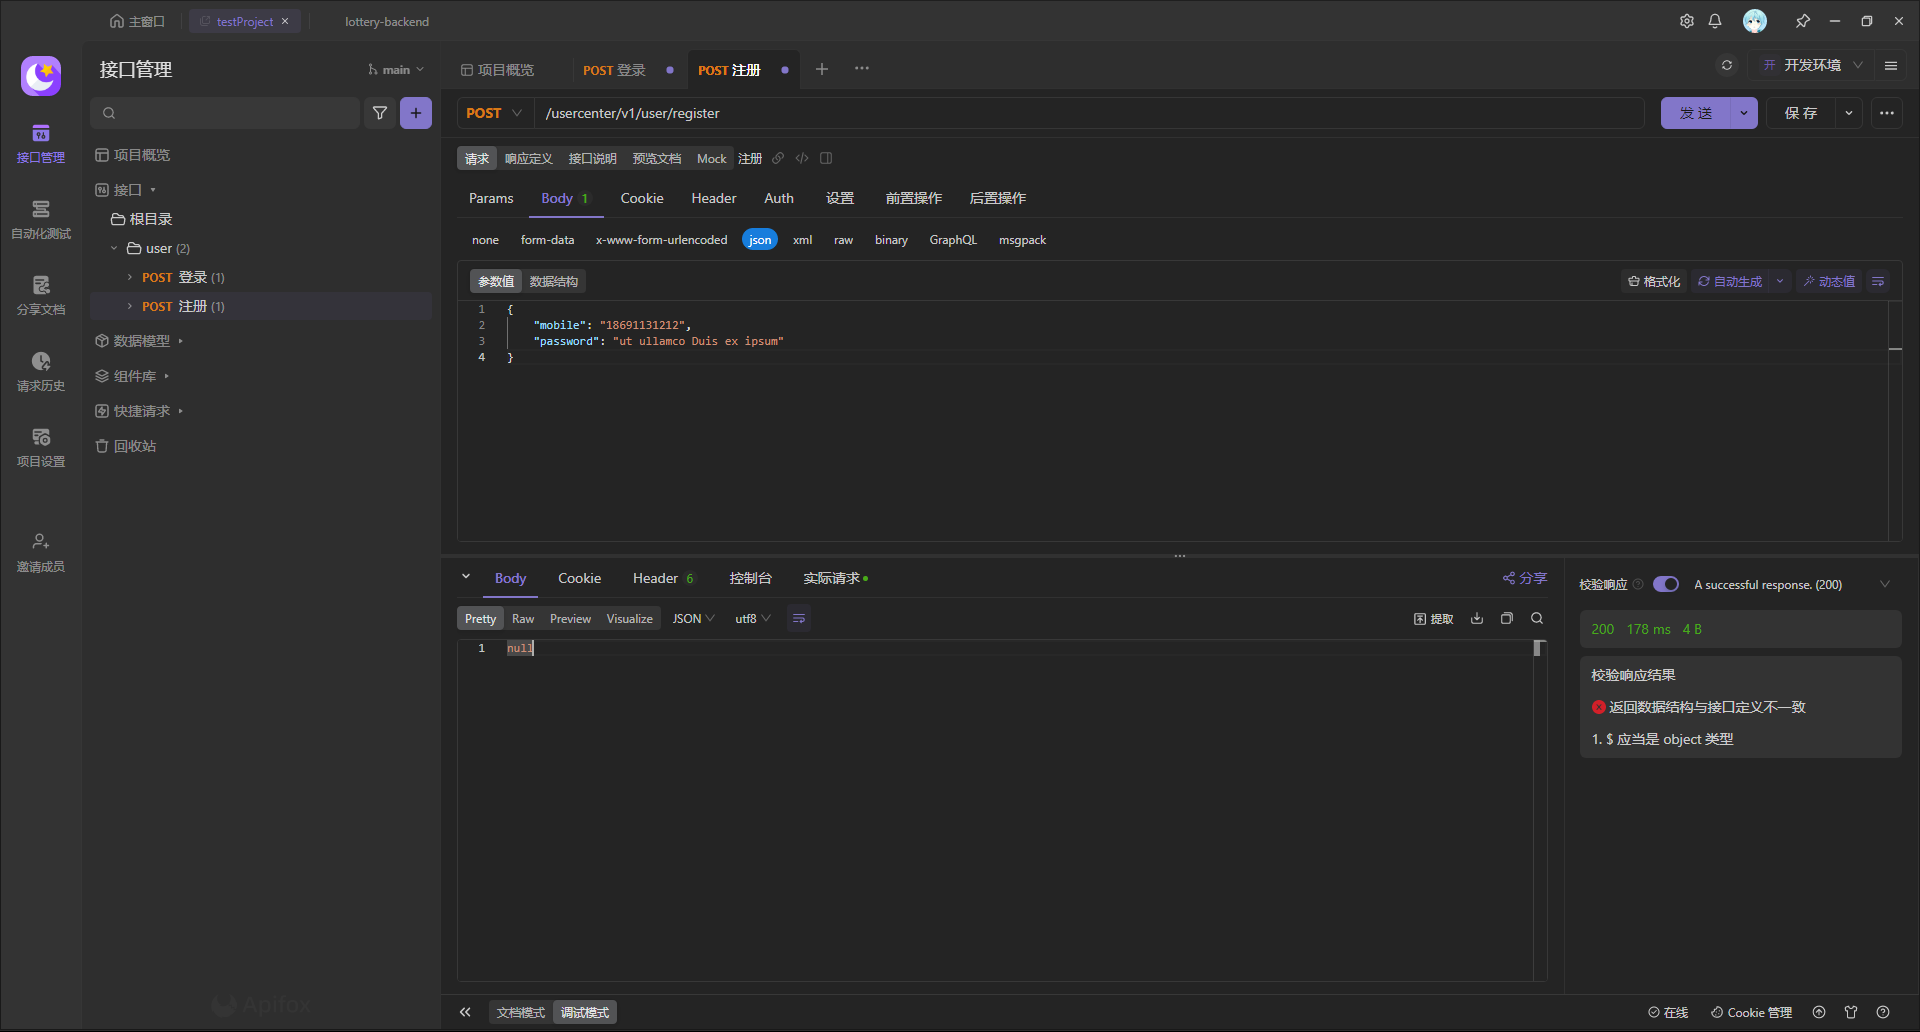 主窗口
testProject
lottery-backend
接口管理
main
接口管理
自动化测试
分享文档
请求历史
项目设置
邀请成员
项目概览
接口
根目录
user (2)
POST 登录 (1)
POST 注册 (1)
数据模型
组件库
快捷请求
回收站
Apifox
项目概览
POST 登录
POST 注册
开 开发环境
POST /usercenter/v1/user/register
发 送
保 存
请求 响应定义 接口说明 预览文档 Mock 注册
Params Body 1 Cookie Header Auth 设置 前置操作 后置操作
none form-data x-www-form-urlencoded json xml raw binary GraphQL msgpack
参数值 数据结构
格式化 自动生成 动态值
1 {
2 "mobile": "18691131212",
3 "password": "ut ullamco Duis ex ipsum"
4 }
Body Cookie Header 6 控制台 实际请求
分享
Pretty Raw Preview Visualize JSON utf8
提取
1 null
校验响应 A successful response. (200)
200 178 ms 4 B
校验响应结果
返回数据结构与接口定义不一致
1. $ 应当是 object 类型
文档模式 调试模式
在线 Cookie 管理